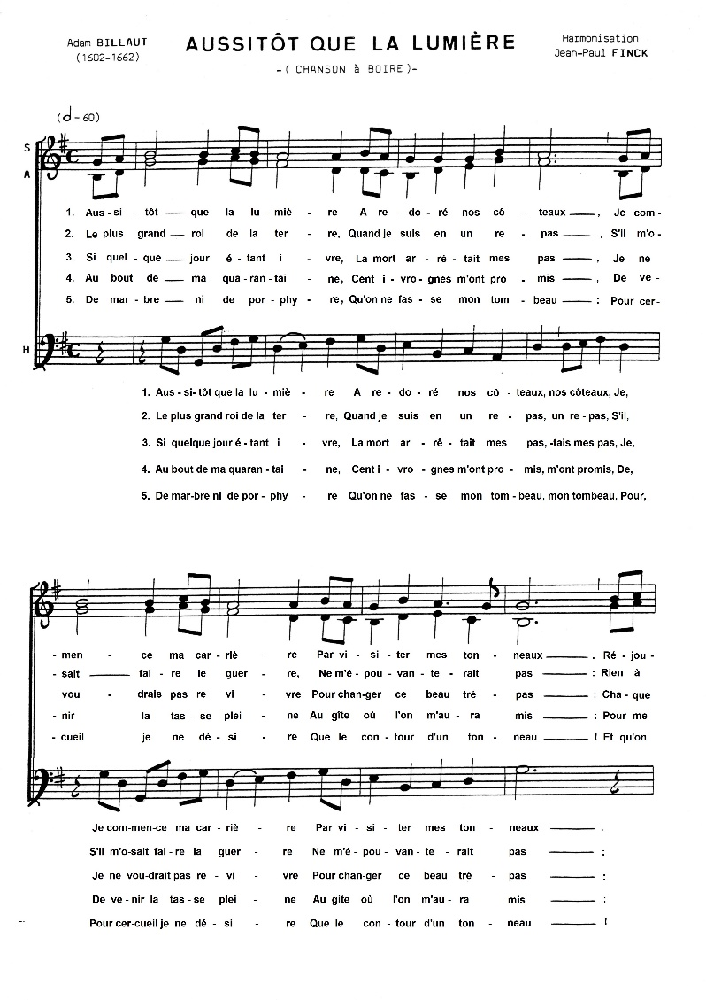 Adam BILLAUT
(1602-1662)
AUSSITÔT QUE LA LUMIÈRE
-( CHANSON à BOIRE )-
Harmonisation
Jean-Paul FINCK
(𝅗𝅥 = 60)
S
A
1. Aus - si - tôt — que la lu - miè - re A re - do - ré nos cô - teaux —, Je com -
2. Le plus grand — roi de la ter - re, Quand je suis en un re - pas —, S'il m'o -
3. Si quel - que — jour é - tant i - vre, La mort ar - rê - tait mes pas —, Je ne
4. Au bout de — ma qua - ran - tai - ne, Cent i - vro - gnes m'ont pro - mis —, De ve -
5. De mar - bre — ni de por - phy - re, Qu'on ne fas - se mon tom - beau — : Pour cer -
H
1. Aus - si - tôt que la lu - miè - re A re - do - ré nos cô - teaux, nos côteaux, Je,
2. Le plus grand roi de la ter - re, Quand je suis en un re - pas, un re - pas, S'il,
3. Si quelque jour é - tant i - vre, La mort ar - rê - tait mes pas, -tais mes pas, Je,
4. Au bout de ma quaran - tai - ne, Cent i - vro - gnes m'ont pro - mis, m'ont promis, De,
5. De mar-bre ni de por - phy - re Qu'on ne fas - se mon tom - beau, mon tombeau, Pour,
- men - ce ma car - riè - re Par vi - si - ter mes ton - neaux — . Ré - jou -
- sait — fai - re le guer - re, Ne m'é - pou - van - te - rait pas — : Rien à
vou - drais pas re vi - vre Pour chan-ger ce beau tré - pas — : Cha - que
- nir la tas - se plei - ne Au gîte où l'on m'au - ra mis — : Pour me
- cueil je ne dé - si - re Que le con - tour d'un ton - neau — ! Et qu'on
Je com-men-ce ma car - riè - re Par vi - si - ter mes ton - neaux — .
S'il m'o-sait fai - re la guer - re Ne m'é - pou - van - te - rait pas — :
Je ne vou-drait pas re - vi - vre Pour chan-ger ce beau tré - pas — :
De ve - nir la tas - se plei - ne Au gite où l'on m'au - ra mis — :
Pour cer-cueil je ne dé - si - re Que le con - tour d'un ton - neau — !